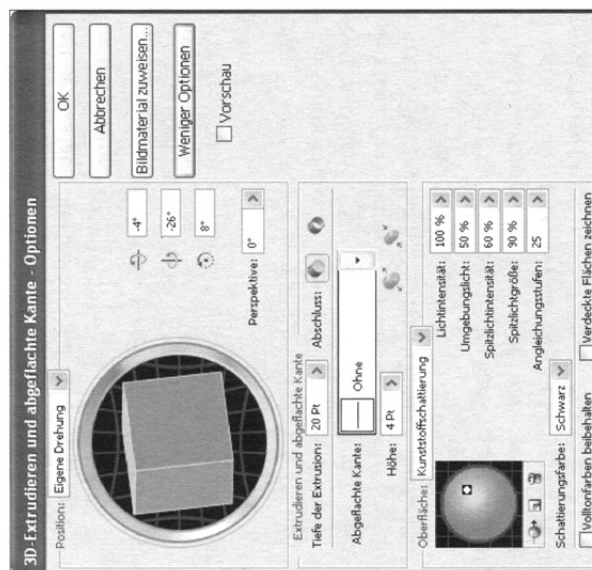 3D-Extrudieren und abgeflachte Kante - Optionen
Position: Eigene Drehung
-4°
-26°
8°
Perspektive: 0°
OK
Abbrechen
Bildmaterial zuweisen...
Weniger Optionen
Vorschau
Extrudieren und abgeflachte Kante
Tiefe der Extrusion: 20 Pt
Abschluss:
Abgeflachte Kante: Ohne
Höhe: 4 Pt
Oberfläche: Kunststoffschattierung
Lichtintensität: 100 %
Umgebungslicht: 50 %
Spitzlichtintensität: 60 %
Spitzlichtgröße: 90 %
Angleichungsstufen: 25
Schattierungsfarbe: Schwarz
Volltonfarben beibehalten
Verdeckte Flächen zeichnen